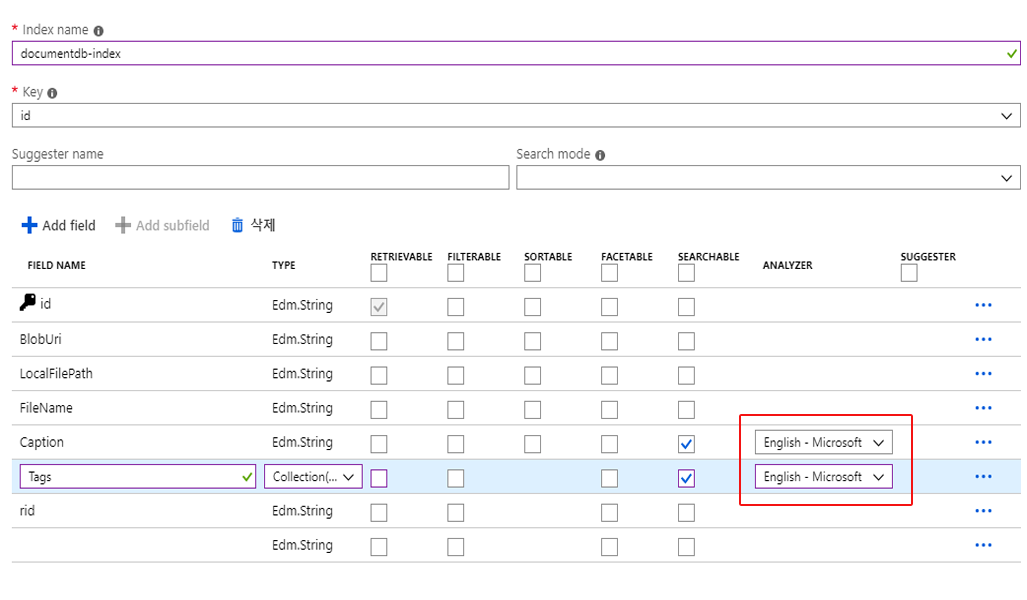 * Index name
documentdb-index
* Key
id
Suggester name Search mode
Add field Add subfield 삭제
FIELD NAME TYPE RETRIEVABLE FILTERABLE SORTABLE FACETABLE SEARCHABLE ANALYZER SUGGESTER
id Edm.String
BlobUri Edm.String
LocalFilePath Edm.String
FileName Edm.String
Caption Edm.String English - Microsoft
Tags Collection(... English - Microsoft
rid Edm.String
Edm.String